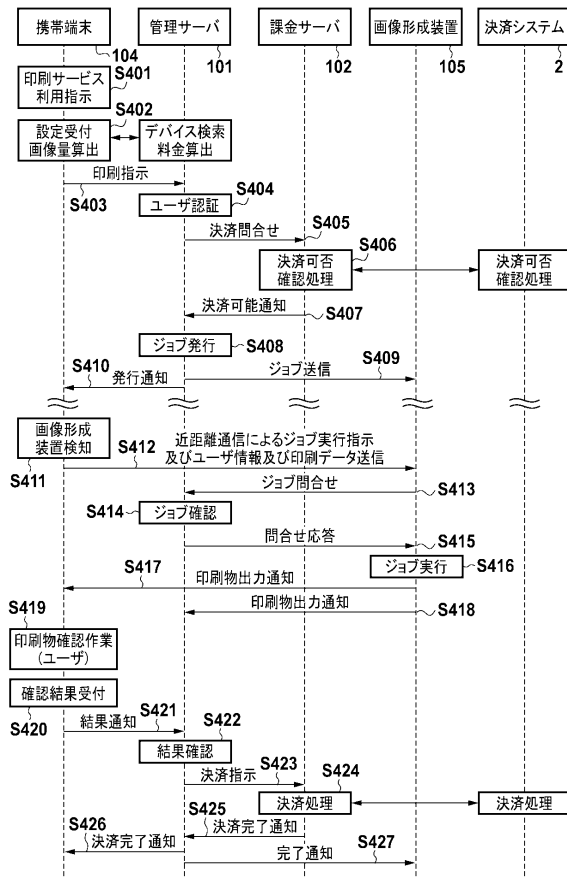 携帯端末
管理サーバ
課金サーバ
画像形成装置
決済システム
104
101
102
105
2
印刷サービス
利用指示
S401
設定受付
画像量算出
S402
デバイス検索
料金算出
印刷指示
S403
ユーザ認証
S404
決済問合せ
S405
決済可否
確認処理
S406
決済可否
確認処理
決済可能通知
S407
ジョブ発行
S408
S410
発行通知
ジョブ送信
S409
画像形成
装置検知
S411
S412
近距離通信によるジョブ実行指示
及びユーザ情報及び印刷データ送信
ジョブ問合せ
S413
S414
ジョブ確認
問合せ応答
S415
ジョブ実行
S416
S417
印刷物出力通知
印刷物出力通知
S418
S419
印刷物確認作業
(ユーザ)
確認結果受付
S420
結果通知
S421
結果確認
S422
決済指示
S423
決済処理
S424
決済処理
S425
決済完了通知
S426
決済完了通知
完了通知
S427